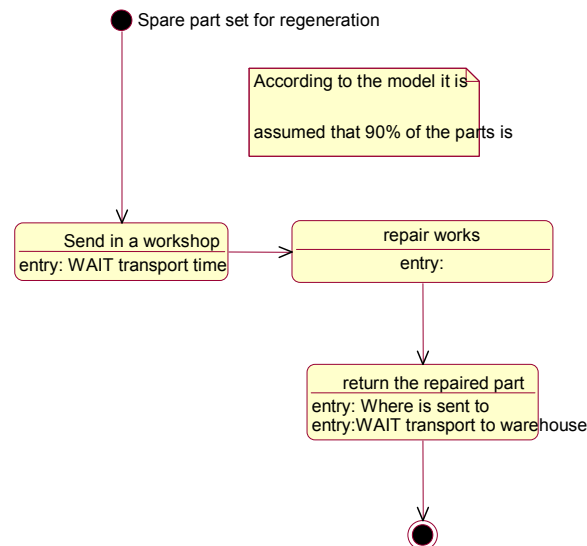 Spare part set for regeneration
According to the model it is
assumed that 90% of the parts is
Send in a workshop
entry: WAIT transport time
repair works
entry:
return the repaired part
entry: Where is sent to
entry:WAIT transport to warehouse